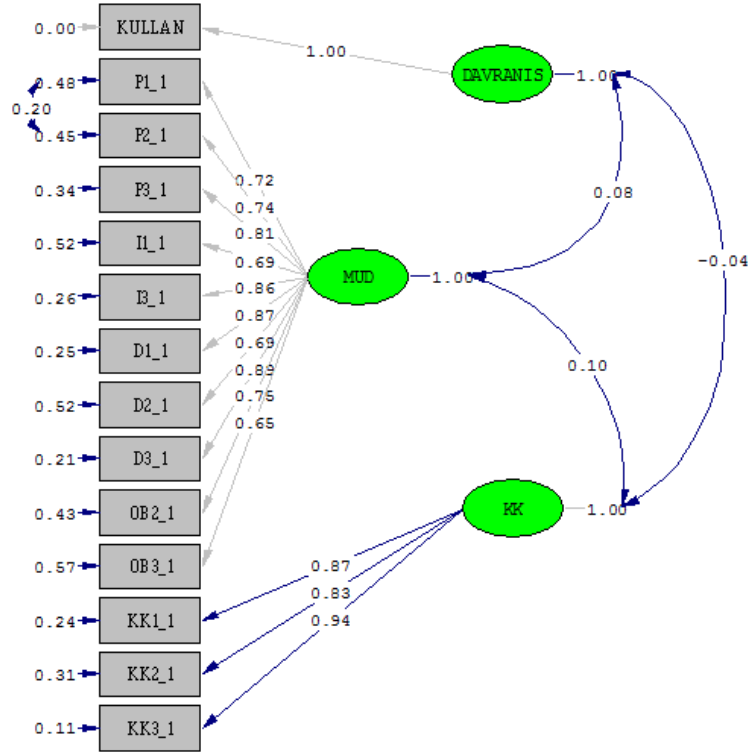 0.00 KULLAN
1.00 DAVRANIS 1.00
0.48 P1_1
0.20
0.45 P2_1
0.34 P3_1
0.52 I1_1
0.26 I3_1
0.25 D1_1
0.52 D2_1
0.21 D3_1
0.43 OB2_1
0.57 OB3_1
0.24 KK1_1
0.31 KK2_1
0.11 KK3_1
0.72
0.74
0.81
0.69
0.86
0.87
0.69
0.89
0.75
0.65
MUD 1.00
0.08
-0.04
0.10
KK 1.00
0.87
0.83
0.94